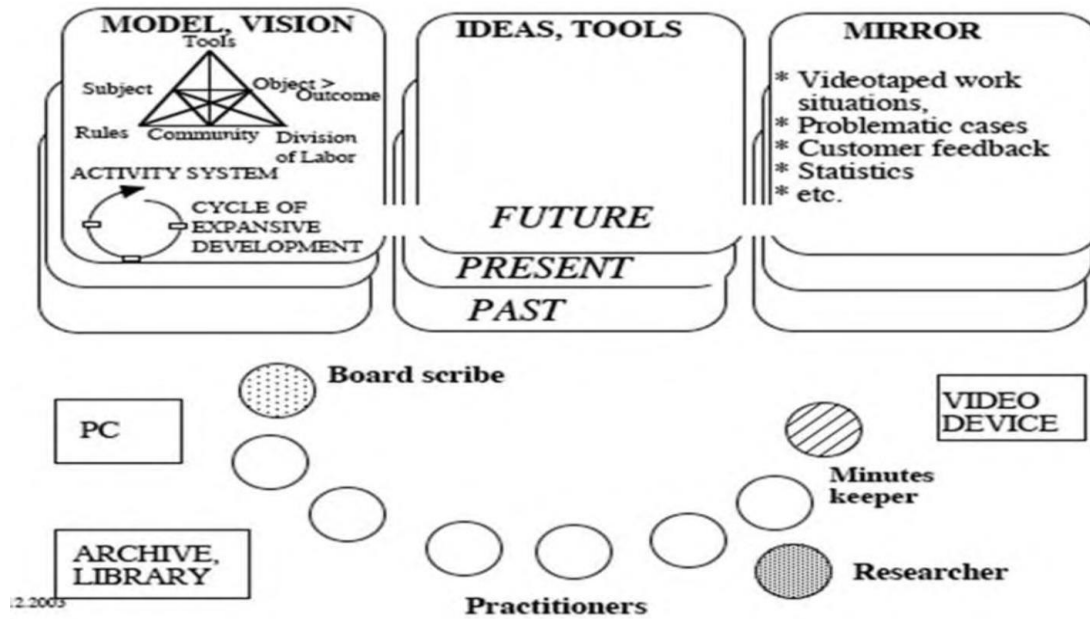 MODEL, VISION
Tools
Subject
Object >
Outcome
Rules
Community
Division
of Labor
ACTIVITY SYSTEM
CYCLE OF
EXPANSIVE
DEVELOPMENT
IDEAS, TOOLS
FUTURE
PRESENT
PAST
MIRROR
* Videotaped work
situations,
* Problematic cases
* Customer feedback
* Statistics
* etc.
Board scribe
PC
VIDEO
DEVICE
Minutes
keeper
ARCHIVE,
LIBRARY
Researcher
Practitioners
2.2003